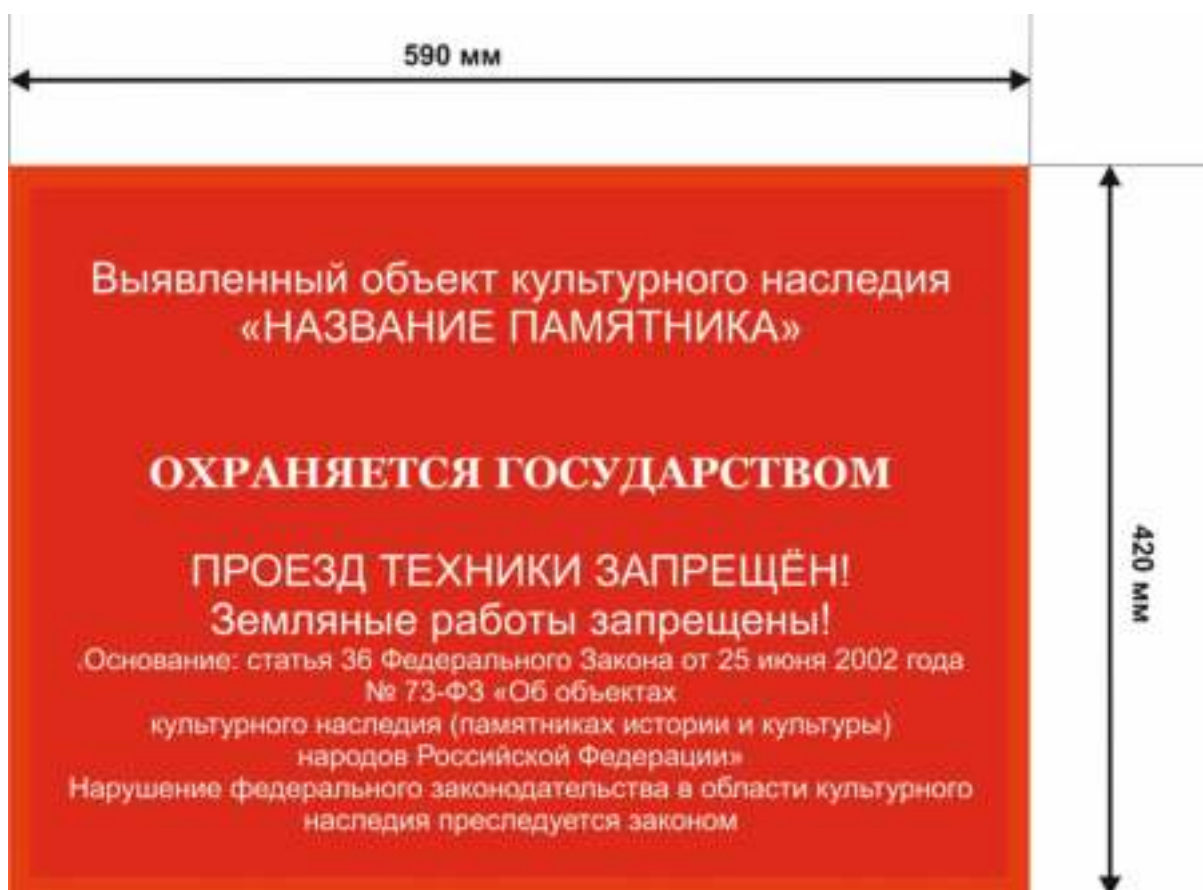 590 мм
Выявленный объект культурного наследия
«НАЗВАНИЕ ПАМЯТНИКА»
ОХРАНЯЕТСЯ ГОСУДАРСТВОМ
420 мм
ПРОЕЗД ТЕХНИКИ ЗАПРЕЩЁН!
Земляные работы запрещены!
Основание: статья 36 Федерального Закона от 25 июня 2002 года
№ 73-ФЗ «Об объектах
культурного наследия (памятниках истории и культуры)
народов Российской Федерации»
Нарушение федерального законодательства в области культурного
наследия преследуется законом